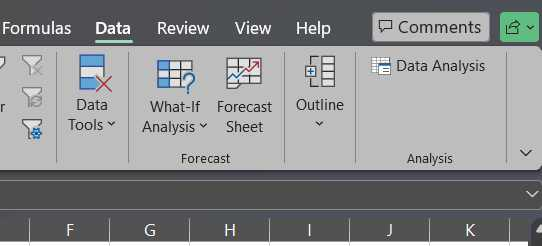 Formulas Data Review View Help Comments
Data Tools
What-If Analysis
Forecast Sheet
Outline
Data Analysis
Forecast
Analysis
F G H I J K